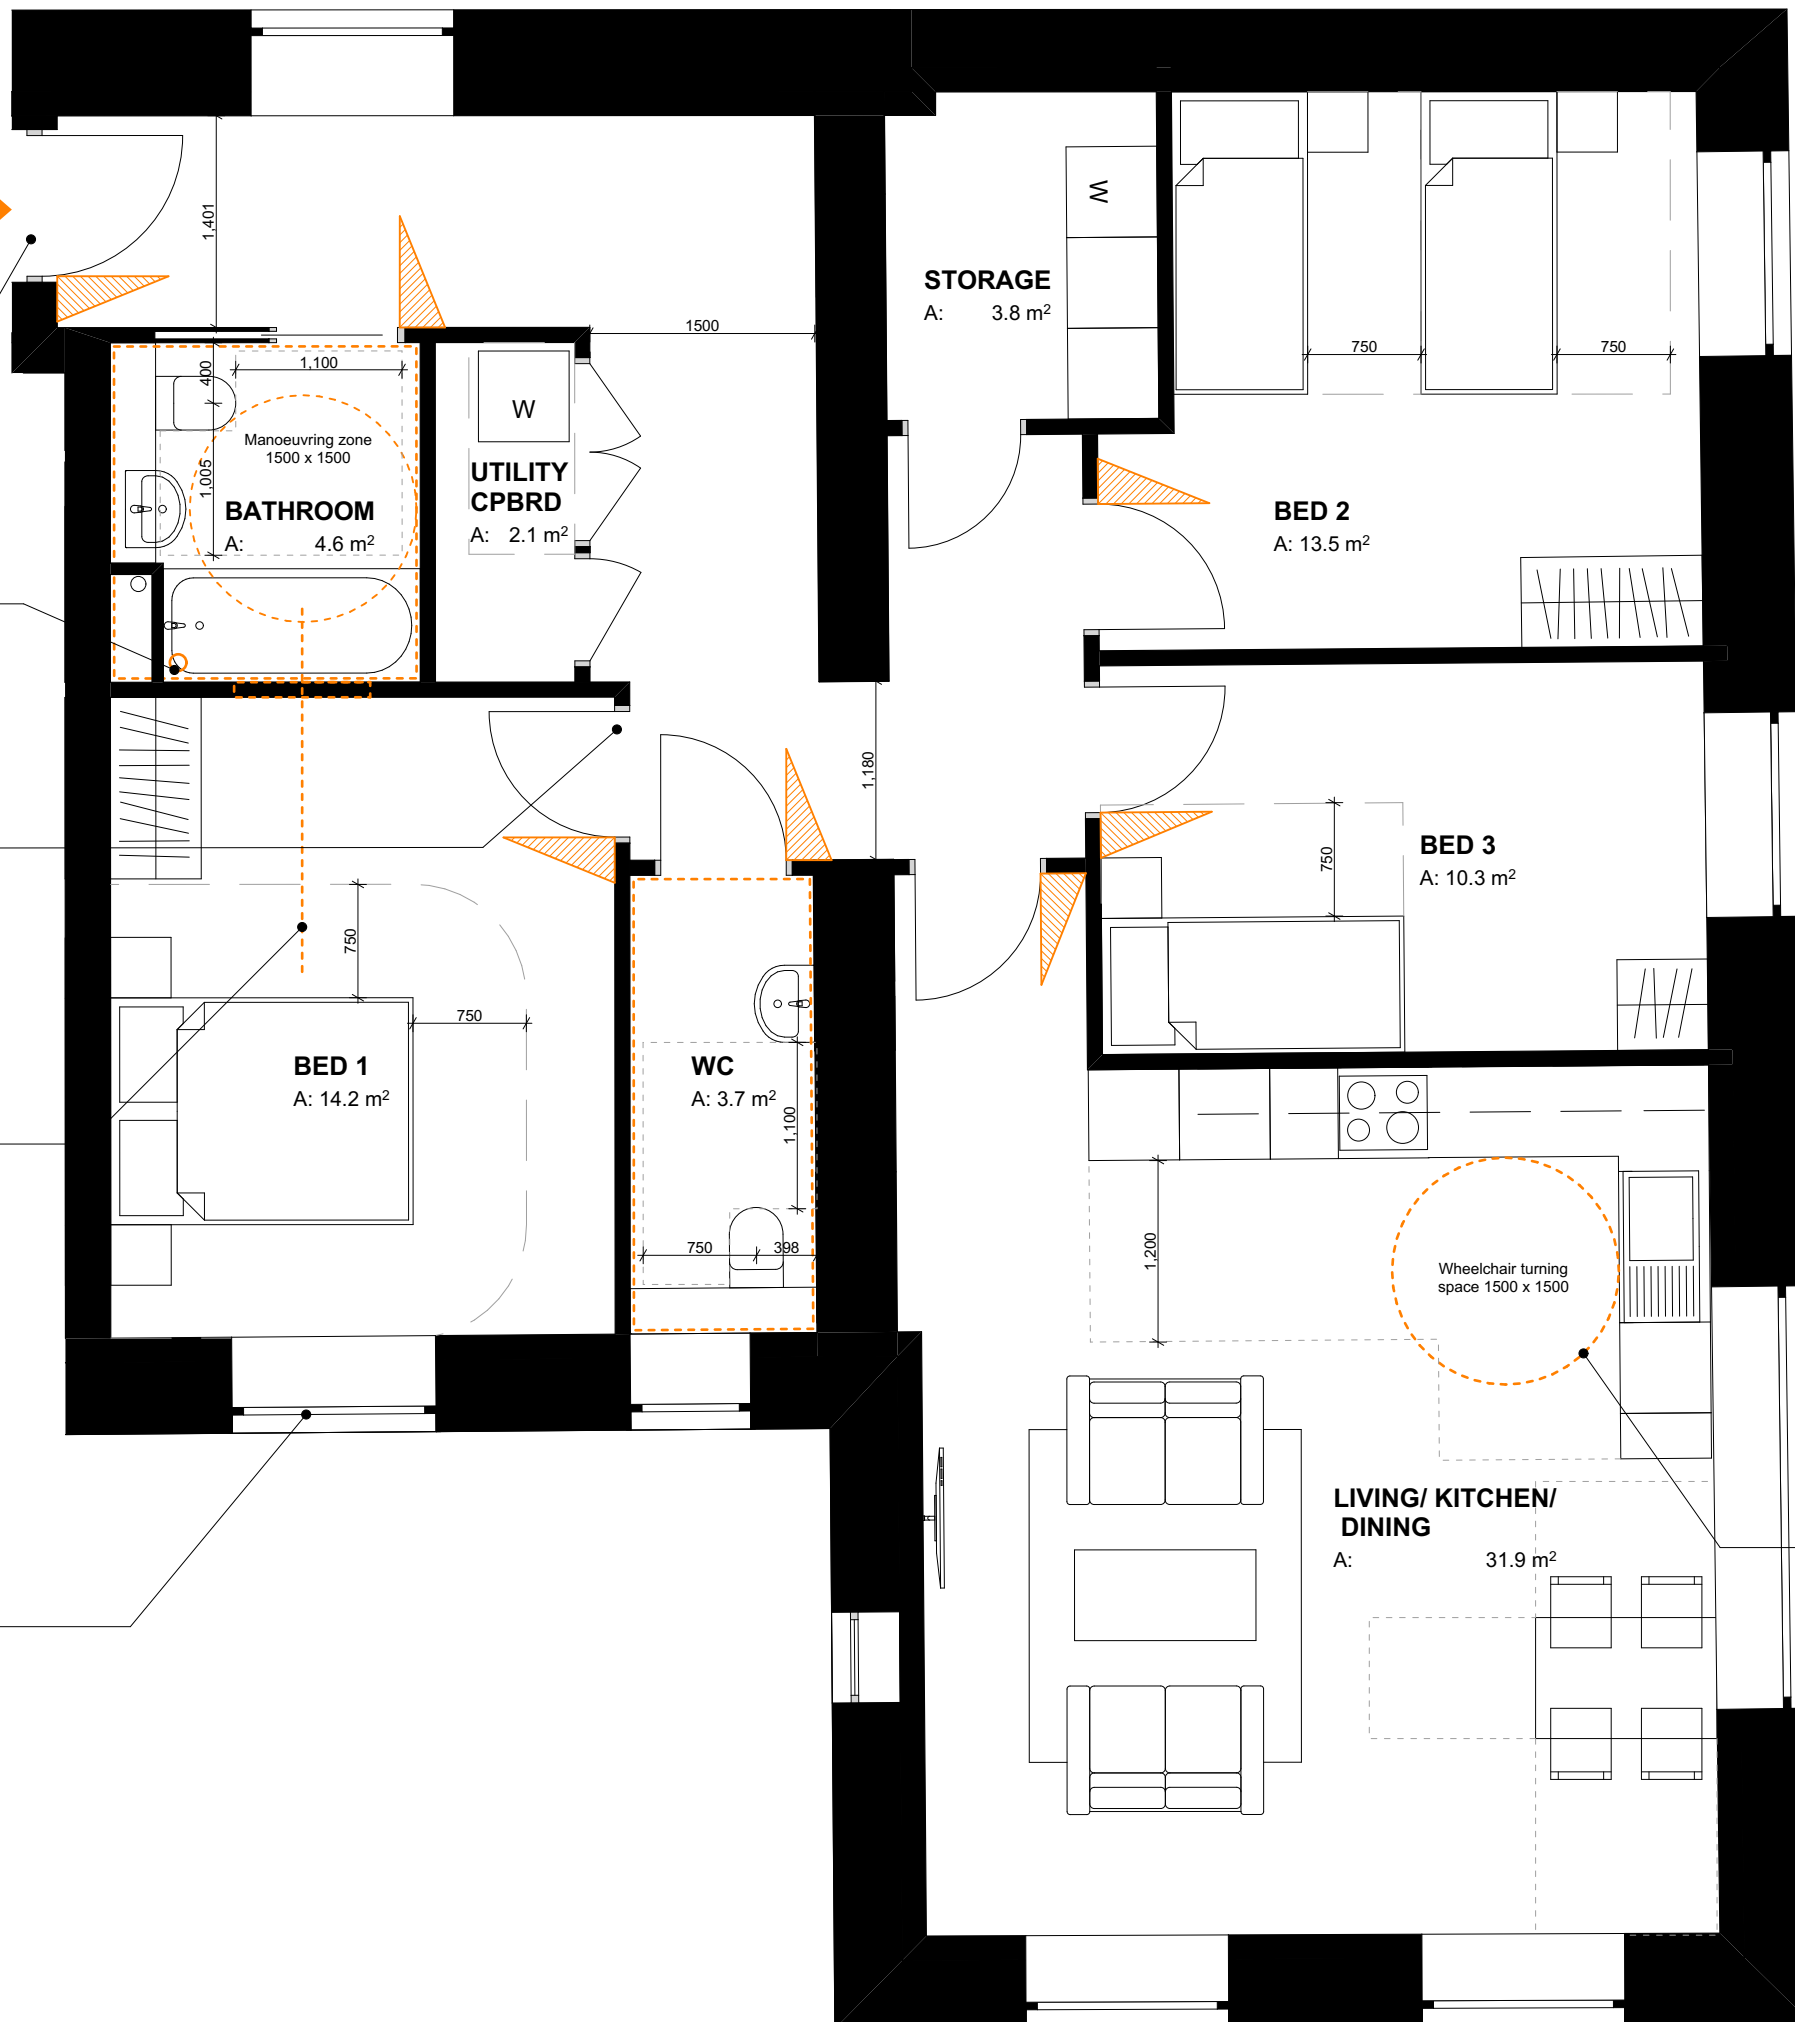 1,401
1500
STORAGE
A: 3.8 m²
W
750
750
400
1,100
Manoeuvring zone
1500 x 1500
1,005
BATHROOM
A: 4.6 m²
W
UTILITY
CPBRD
A: 2.1 m²
BED 2
A: 13.5 m²
1,180
BED 3
A: 10.3 m²
750
750
750
BED 1
A: 14.2 m²
WC
A: 3.7 m²
1,100
750
398
1,200
Wheelchair turning
space 1500 x 1500
LIVING/ KITCHEN/
DINING
A: 31.9 m²